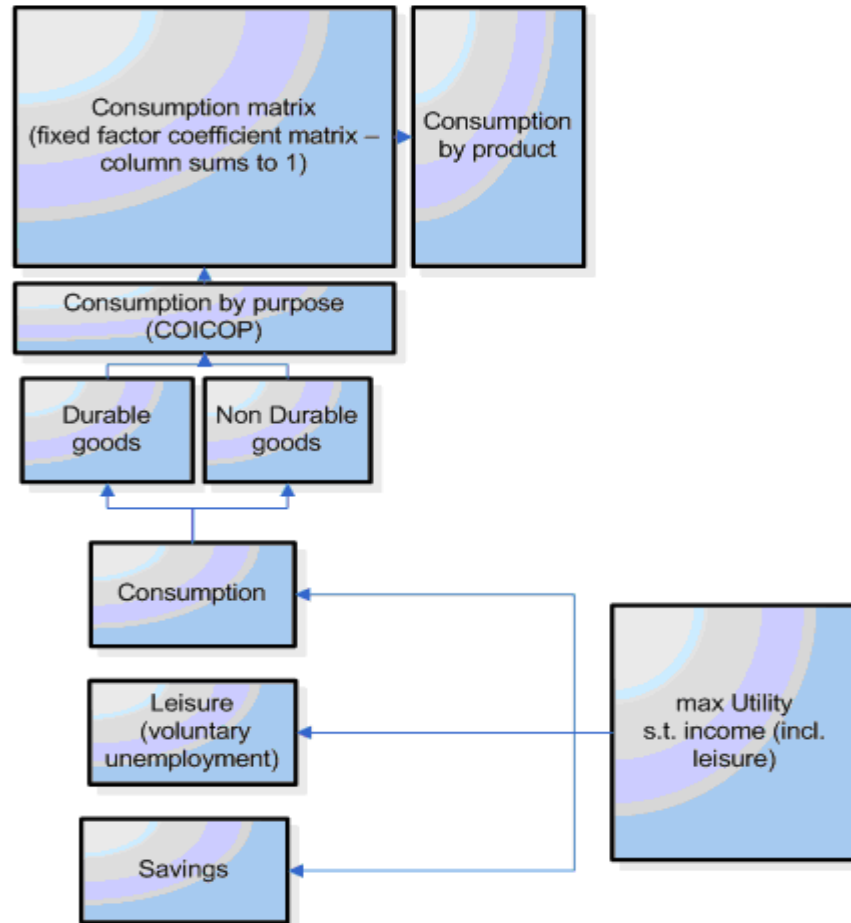 Consumption matrix
(fixed factor coefficient matrix –
column sums to 1)
Consumption
by product
Consumption by purpose
(COICOP)
Durable
goods
Non Durable
goods
Consumption
Leisure
(voluntary
unemployment)
max Utility
s.t. income (incl.
leisure)
Savings